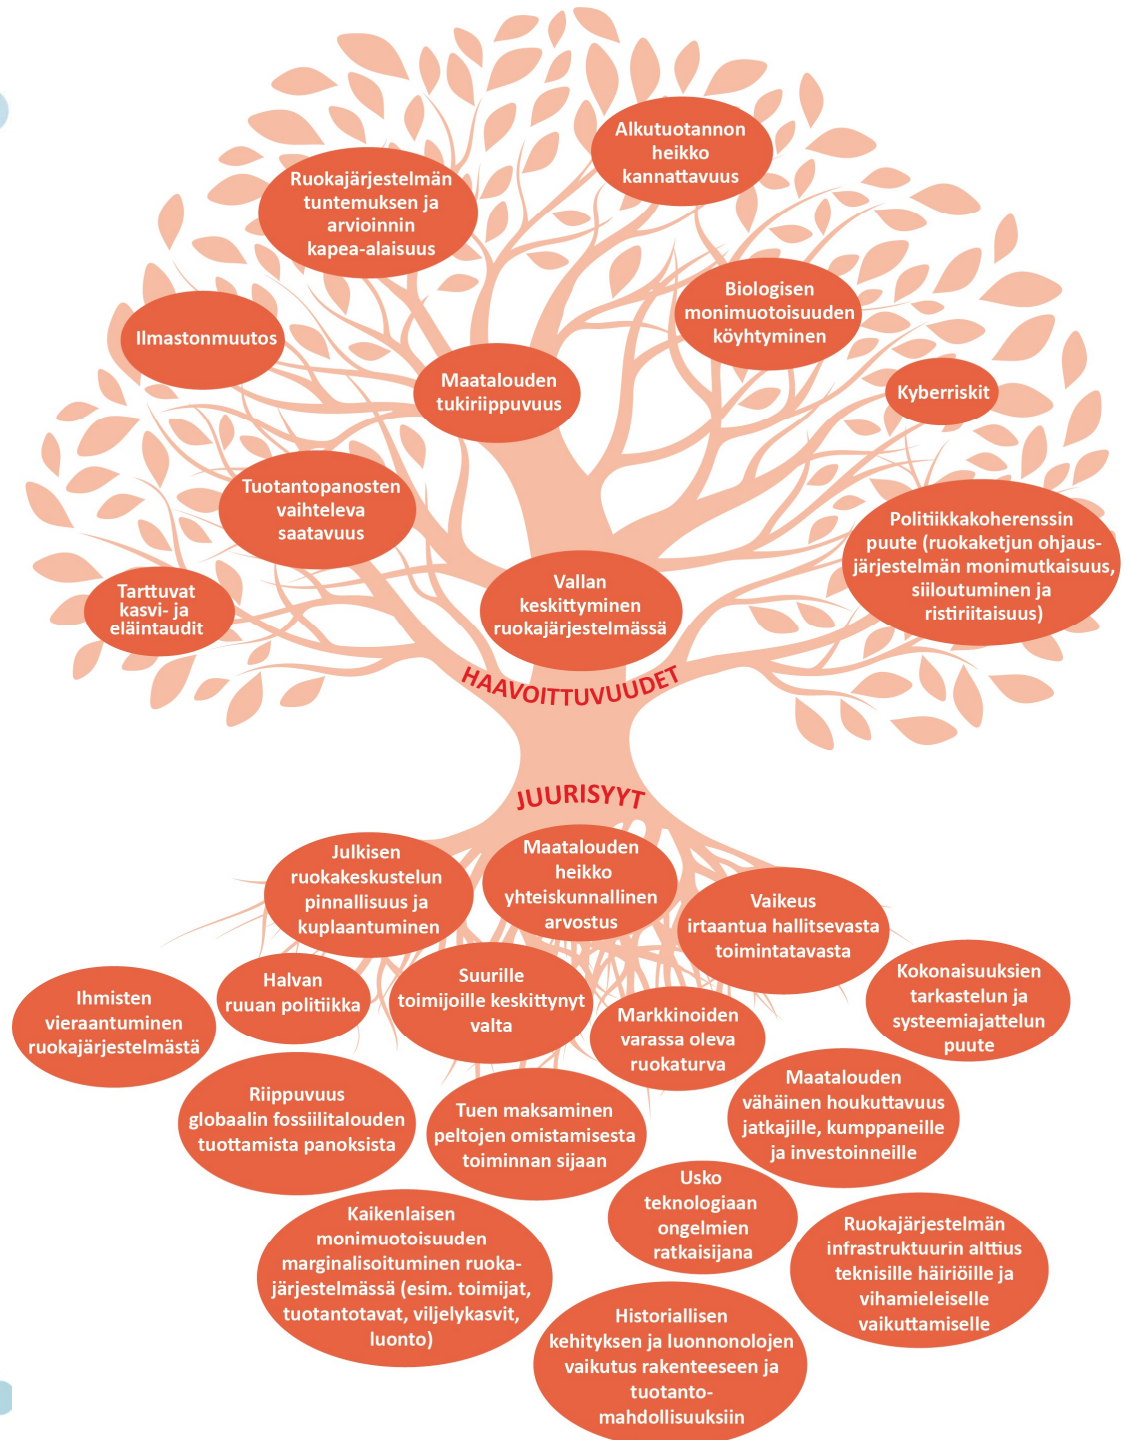 Alkutuotannon
heikko
kannattavuus
Ruokajärjestelmän
tuntemuksen ja
arvioinnin
kapea-alaisuus
Biologisen
monimuotoisuuden
köyhtyminen
Ilmastonmuutos
Maatalouden
tukiriippuvuus
Kyberriskit
Tuotantopanosten
vaihteleva
saatavuus
Politiikkakoherenssin
puute (ruokaketjun ohjaus-
järjestelmän monimutkaisuus,
siiloutuminen ja
ristiriitaisuus)
Tarttuvat
kasvi- ja
eläintaudit
Vallan
keskittyminen
ruokajärjestelmässä
HAAVOITTUVUUDET
JUURISYYT
Julkisen
ruokakeskustelun
pinnallisuus ja
kuplaantuminen
Maatalouden
heikko
yhteiskunnallinen
arvostus
Vaikeus
irtaantua hallitsevasta
toimintatavasta
Ihmisten
vieraantuminen
ruokajärjestelmästä
Halvan
ruuan politiikka
Suurille
toimijoille keskittynyt
valta
Markkinoiden
varassa oleva
ruokaturva
Kokonaisuuksien
tarkastelun ja
systeemiajattelun
puute
Riippuvuus
globaalin fossiilitalouden
tuottamista panoksista
Tuen maksaminen
peltojen omistamisesta
toiminnan sijaan
Maatalouden
vähäinen houkuttavuus
jatkajille, kumppaneille
ja investoinneille
Usko
teknologiaan
ongelmien
ratkaisijana
Kaikenlaisen
monimuotoisuuden
marginalisoituminen ruoka-
järjestelmässä (esim. toimijat,
tuotantotavat, viljelykasvit,
luonto)
Ruokajärjestelmän
infrastruktuurin alttius
teknisille häiriöille ja
vihamieleiselle
vaikuttamiselle
Historiallisen
kehityksen ja luonnonolojen
vaikutus rakenteeseen ja
tuotanto-
mahdollisuuksiin